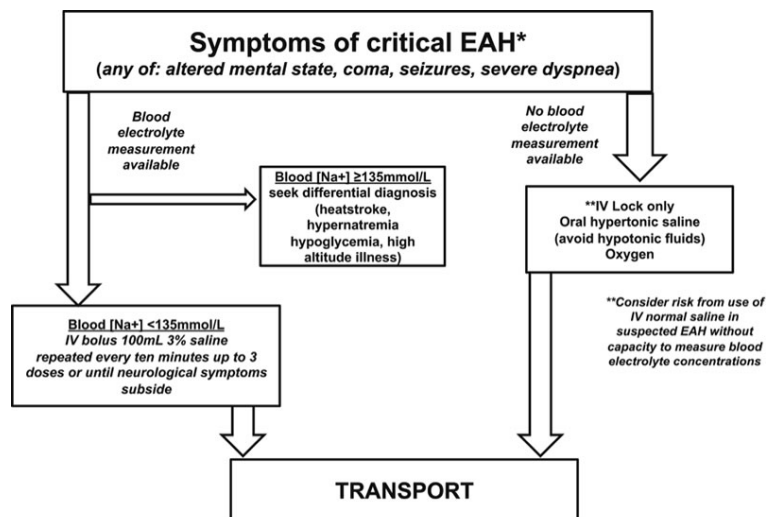 Symptoms of critical EAH*
(any of: altered mental state, coma, seizures, severe dyspnea)
Blood
electrolyte
measurement
available
No blood
electrolyte
measurement
available
Blood [Na+] ≥135mmol/L
seek differential diagnosis
(heatstroke,
hypernatremia
hypoglycemia, high
altitude illness)
**IV Lock only
Oral hypertonic saline
(avoid hypotonic fluids)
Oxygen
Blood [Na+] <135mmol/L
IV bolus 100mL 3% saline
repeated every ten minutes up to 3
doses or until neurological symptoms
subside
**Consider risk from use of
IV normal saline in
suspected EAH without
capacity to measure blood
electrolyte concentrations
TRANSPORT